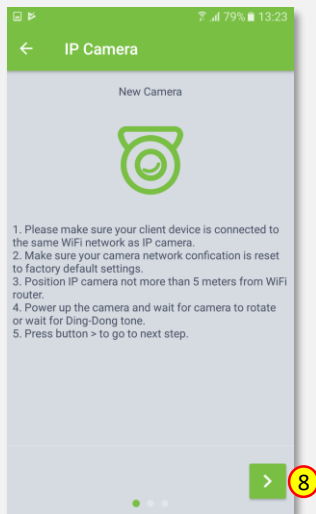 79% 13:23
IP Camera
New Camera
1. Please make sure your client device is connected to
the same WiFi network as IP camera.
2. Make sure your camera network confication is reset
to factory default settings.
3. Position IP camera not more than 5 meters from WiFi
router.
4. Power up the camera and wait for camera to rotate
or wait for Ding-Dong tone.
5. Press button > to go to next step.
8